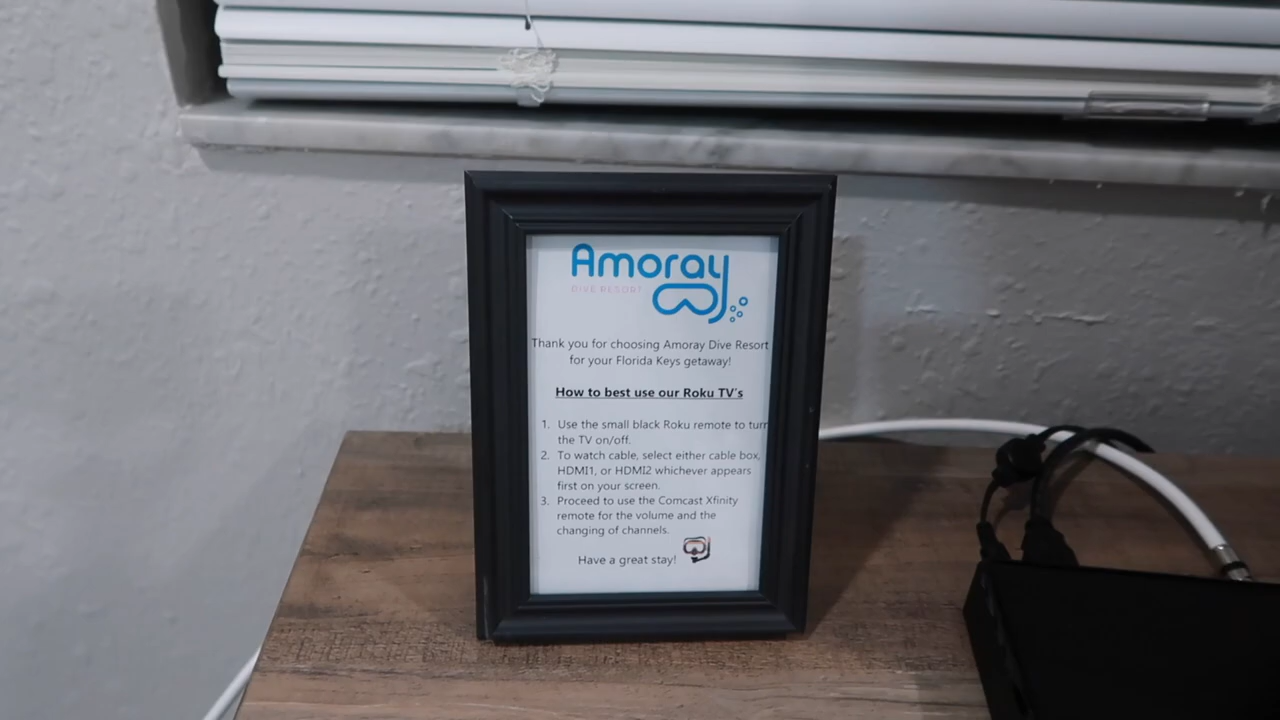 Amoray
DIVE RESORT
Thank you for choosing Amoray Dive Resort
for your Florida Keys getaway!
How to best use our Roku TV's
1. Use the small black Roku remote to turn
the TV on/off.
2. To watch cable, select either cable box,
HDMI1, or HDMI2 whichever appears
first on your screen.
3. Proceed to use the Comcast Xfinity
remote for the volume and the
changing of channels.
Have a great stay!